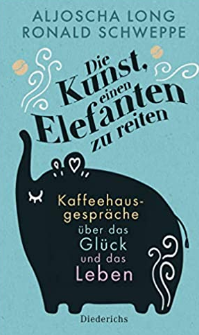 ALJOSCHA LONG
RONALD SCHWEPPE
Die
Kunst,
einen
Elefanten
zu reiten
Kaffeehaus-
gespräche
über das
Glück
und das
Leben
Diederichs